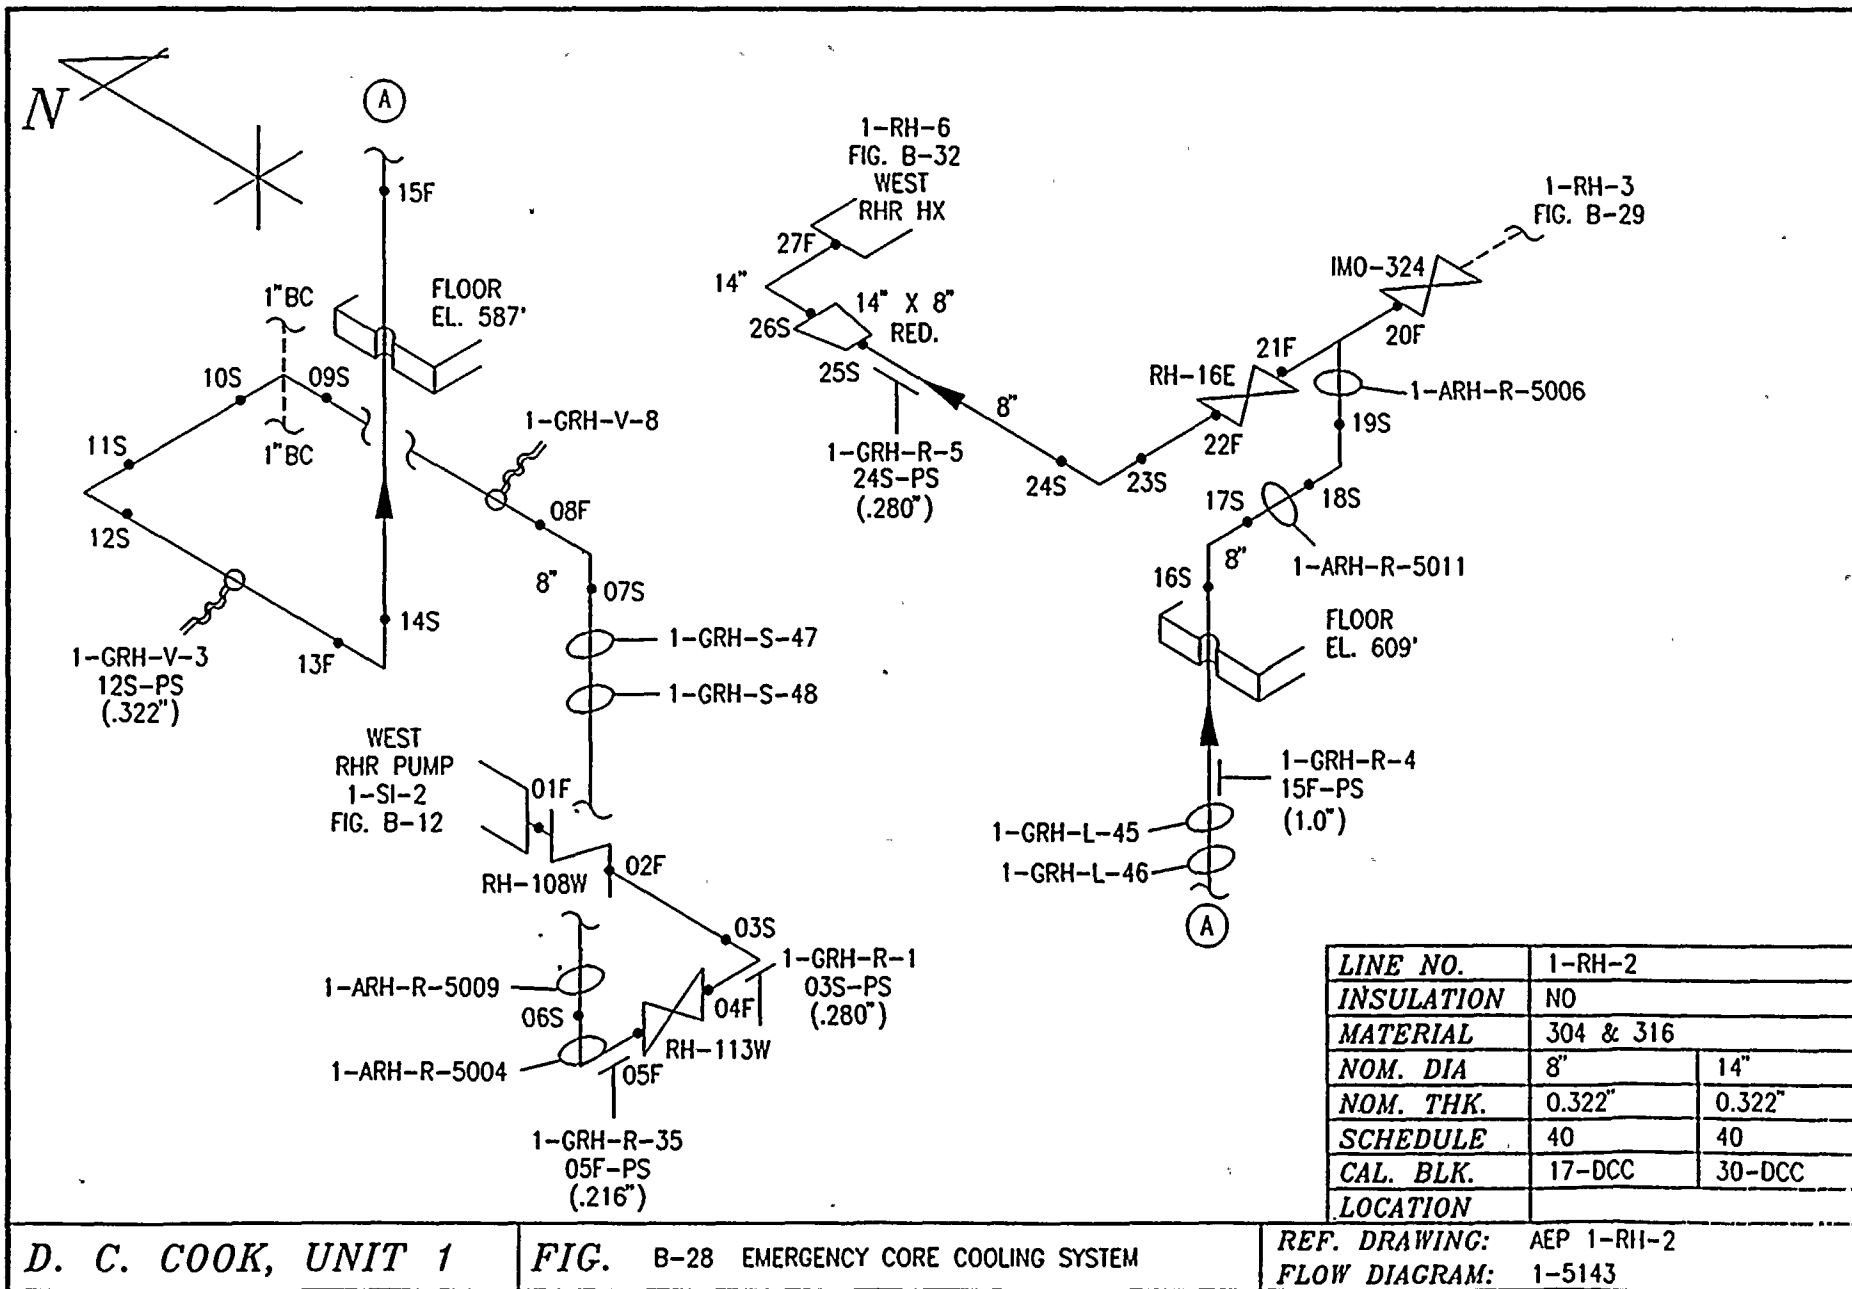 N
A
15F
1"BC
FLOOR
EL. 587'
10S
09S
11S
1"BC
12S
1-GRH-V-8
08F
8"
07S
14S
13F
1-GRH-V-3
12S-PS
(.322")
1-GRH-S-47
1-GRH-S-48
WEST
RHR PUMP
1-SI-2
FIG. B-12
01F
RH-108W
02F
03S
1-GRH-R-1
03S-PS
(.280")
04F
RH-113W
1-ARH-R-5009
06S
1-ARH-R-5004
05F
1-GRH-R-35
05F-PS
(.216")
1-RH-6
FIG. B-32
WEST
RHR HX
27F
14"
26S
14" X 8"
RED.
25S
1-GRH-R-5
24S-PS
(.280")
8"
24S
23S
22F
RH-16E
21F
IMO-324
20F
1-RH-3
FIG. B-29
1-ARH-R-5006
19S
18S
17S
1-ARH-R-5011
8"
16S
FLOOR
EL. 609'
1-GRH-R-4
15F-PS
(1.0")
1-GRH-L-45
1-GRH-L-46
A
LINE NO. 1-RH-2
INSULATION NO
MATERIAL 304 & 316
NOM. DIA 8" 14"
NOM. THK. 0.322" 0.322"
SCHEDULE 40 40
CAL. BLK. 17-DCC 30-DCC
LOCATION
D. C. COOK, UNIT 1
FIG. B-28 EMERGENCY CORE COOLING SYSTEM
REF. DRAWING: AEP 1-RH-2
FLOW DIAGRAM: 1-5143